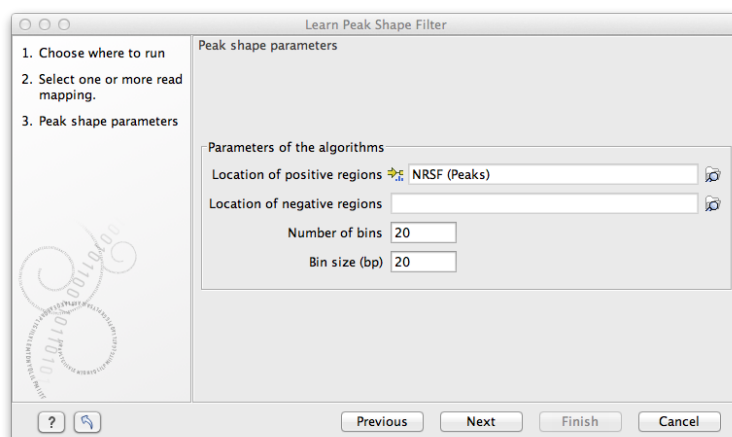 Learn Peak Shape Filter
1. Choose where to run
2. Select one or more read
mapping.
3. Peak shape parameters
Peak shape parameters
Parameters of the algorithms
Location of positive regions NRSF (Peaks)
Location of negative regions
Number of bins 20
Bin size (bp) 20
? Previous Next Finish Cancel